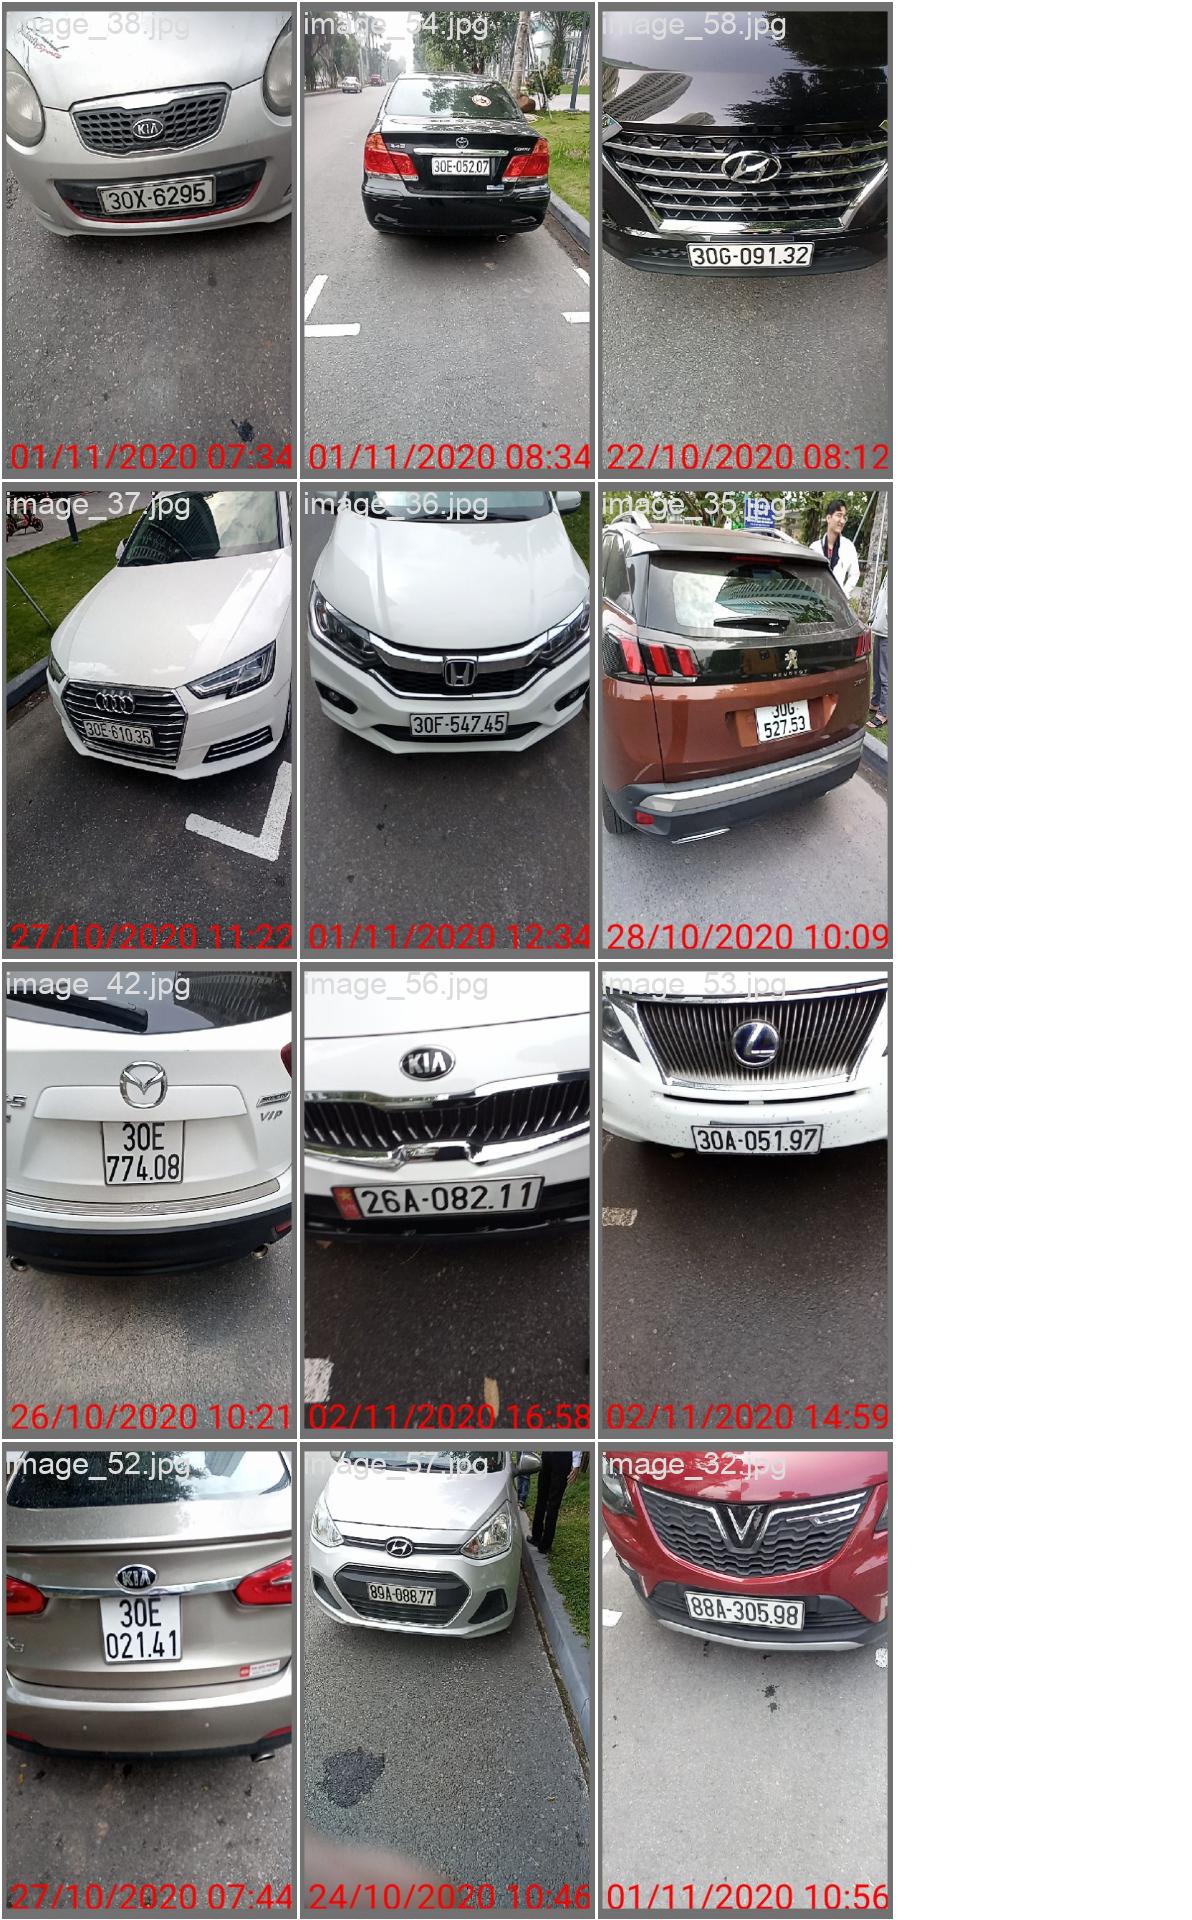 image_38.jpg
KIA
30X-6295
01/11/2020 07:34
image_54.jpg
Camry
30E-052.07
01/11/2020 08:34
image_58.jpg
30G-091.32
22/10/2020 08:12
image_37.jpg
30E-610.35
27/10/2020 11:22
image_36.jpg
30F-547.45
01/11/2020 12:34
image_35.jpg
PEUGEOT
30G
527.53
28/10/2020 10:09
image_42.jpg
VIP
30E
774.08
26/10/2020 10:21
image_56.jpg
KIA
26A-082.11
02/11/2020 16:58
image_53.jpg
30A-051.97
02/11/2020 14:59
image_52.jpg
KIA
30E
021.41
27/10/2020 07:44
image_57.jpg
89A-088.77
24/10/2020 10:46
image_32.jpg
88A-305.98
01/11/2020 10:56